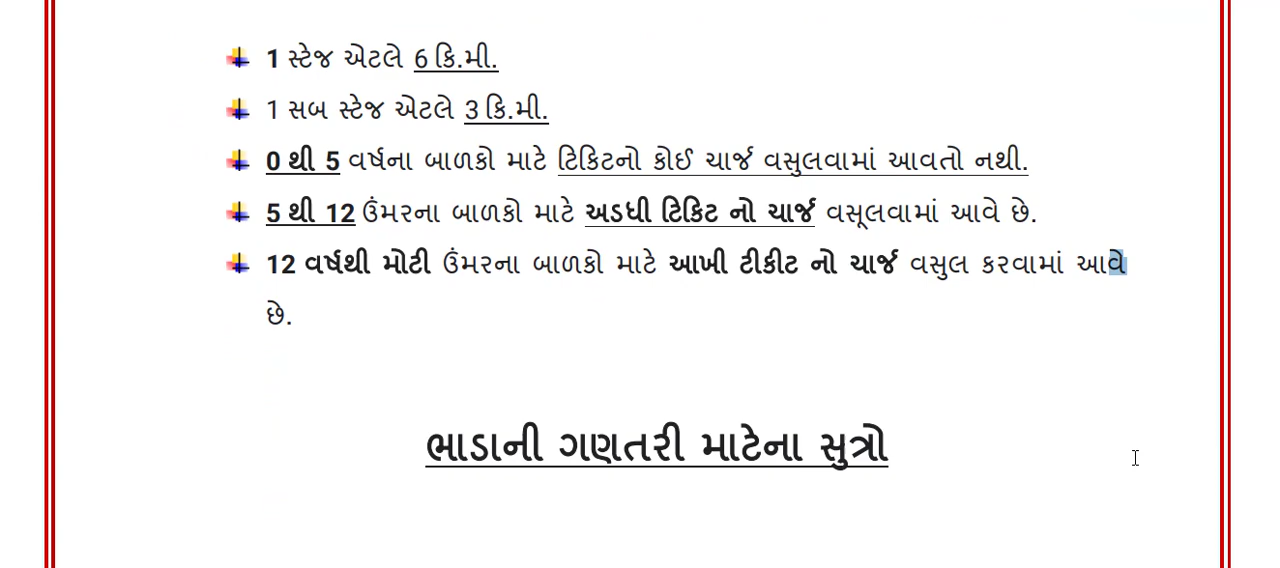 1 સ્ટેજ એટલે 6 કિ.મી.
1 સબ સ્ટેજ એટલે 3 કિ.મી.
0 થી 5 વર્ષના બાળકો માટે ટિકિટનો કોઈ ચાર્જ વસુલવામાં આવતો નથી.
5 થી 12 ઉંમરના બાળકો માટે અડધી ટિકિટ નો ચાર્જ વસૂલવામાં આવે છે.
12 વર્ષથી મોટી ઉંમરના બાળકો માટે આખી ટીકીટ નો ચાર્જ વસુલ કરવામાં આવે
છે.
ભાડાની ગણતરી માટેના સુત્રો